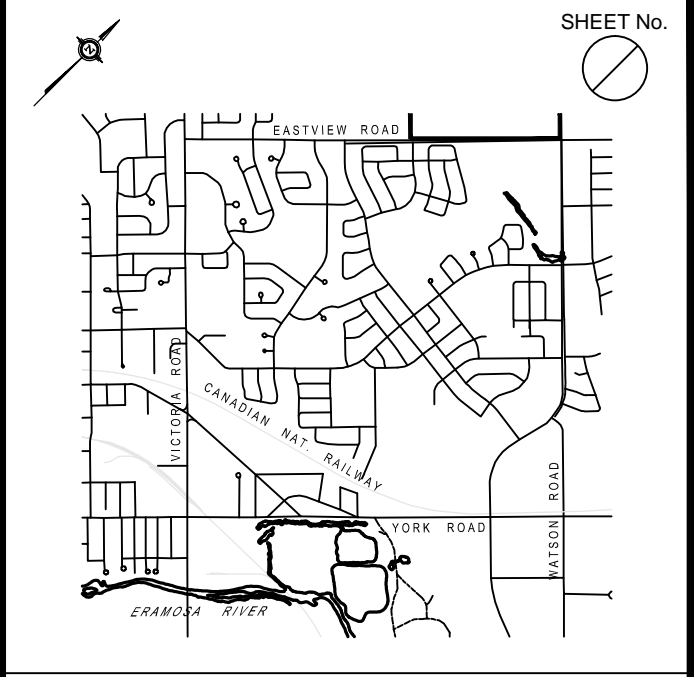 SHEET No.
N
EASTVIEW ROAD
VICTORIA ROAD
CANADIAN NAT. RAILWAY
YORK ROAD
WATSON ROAD
ERAMOSA RIVER